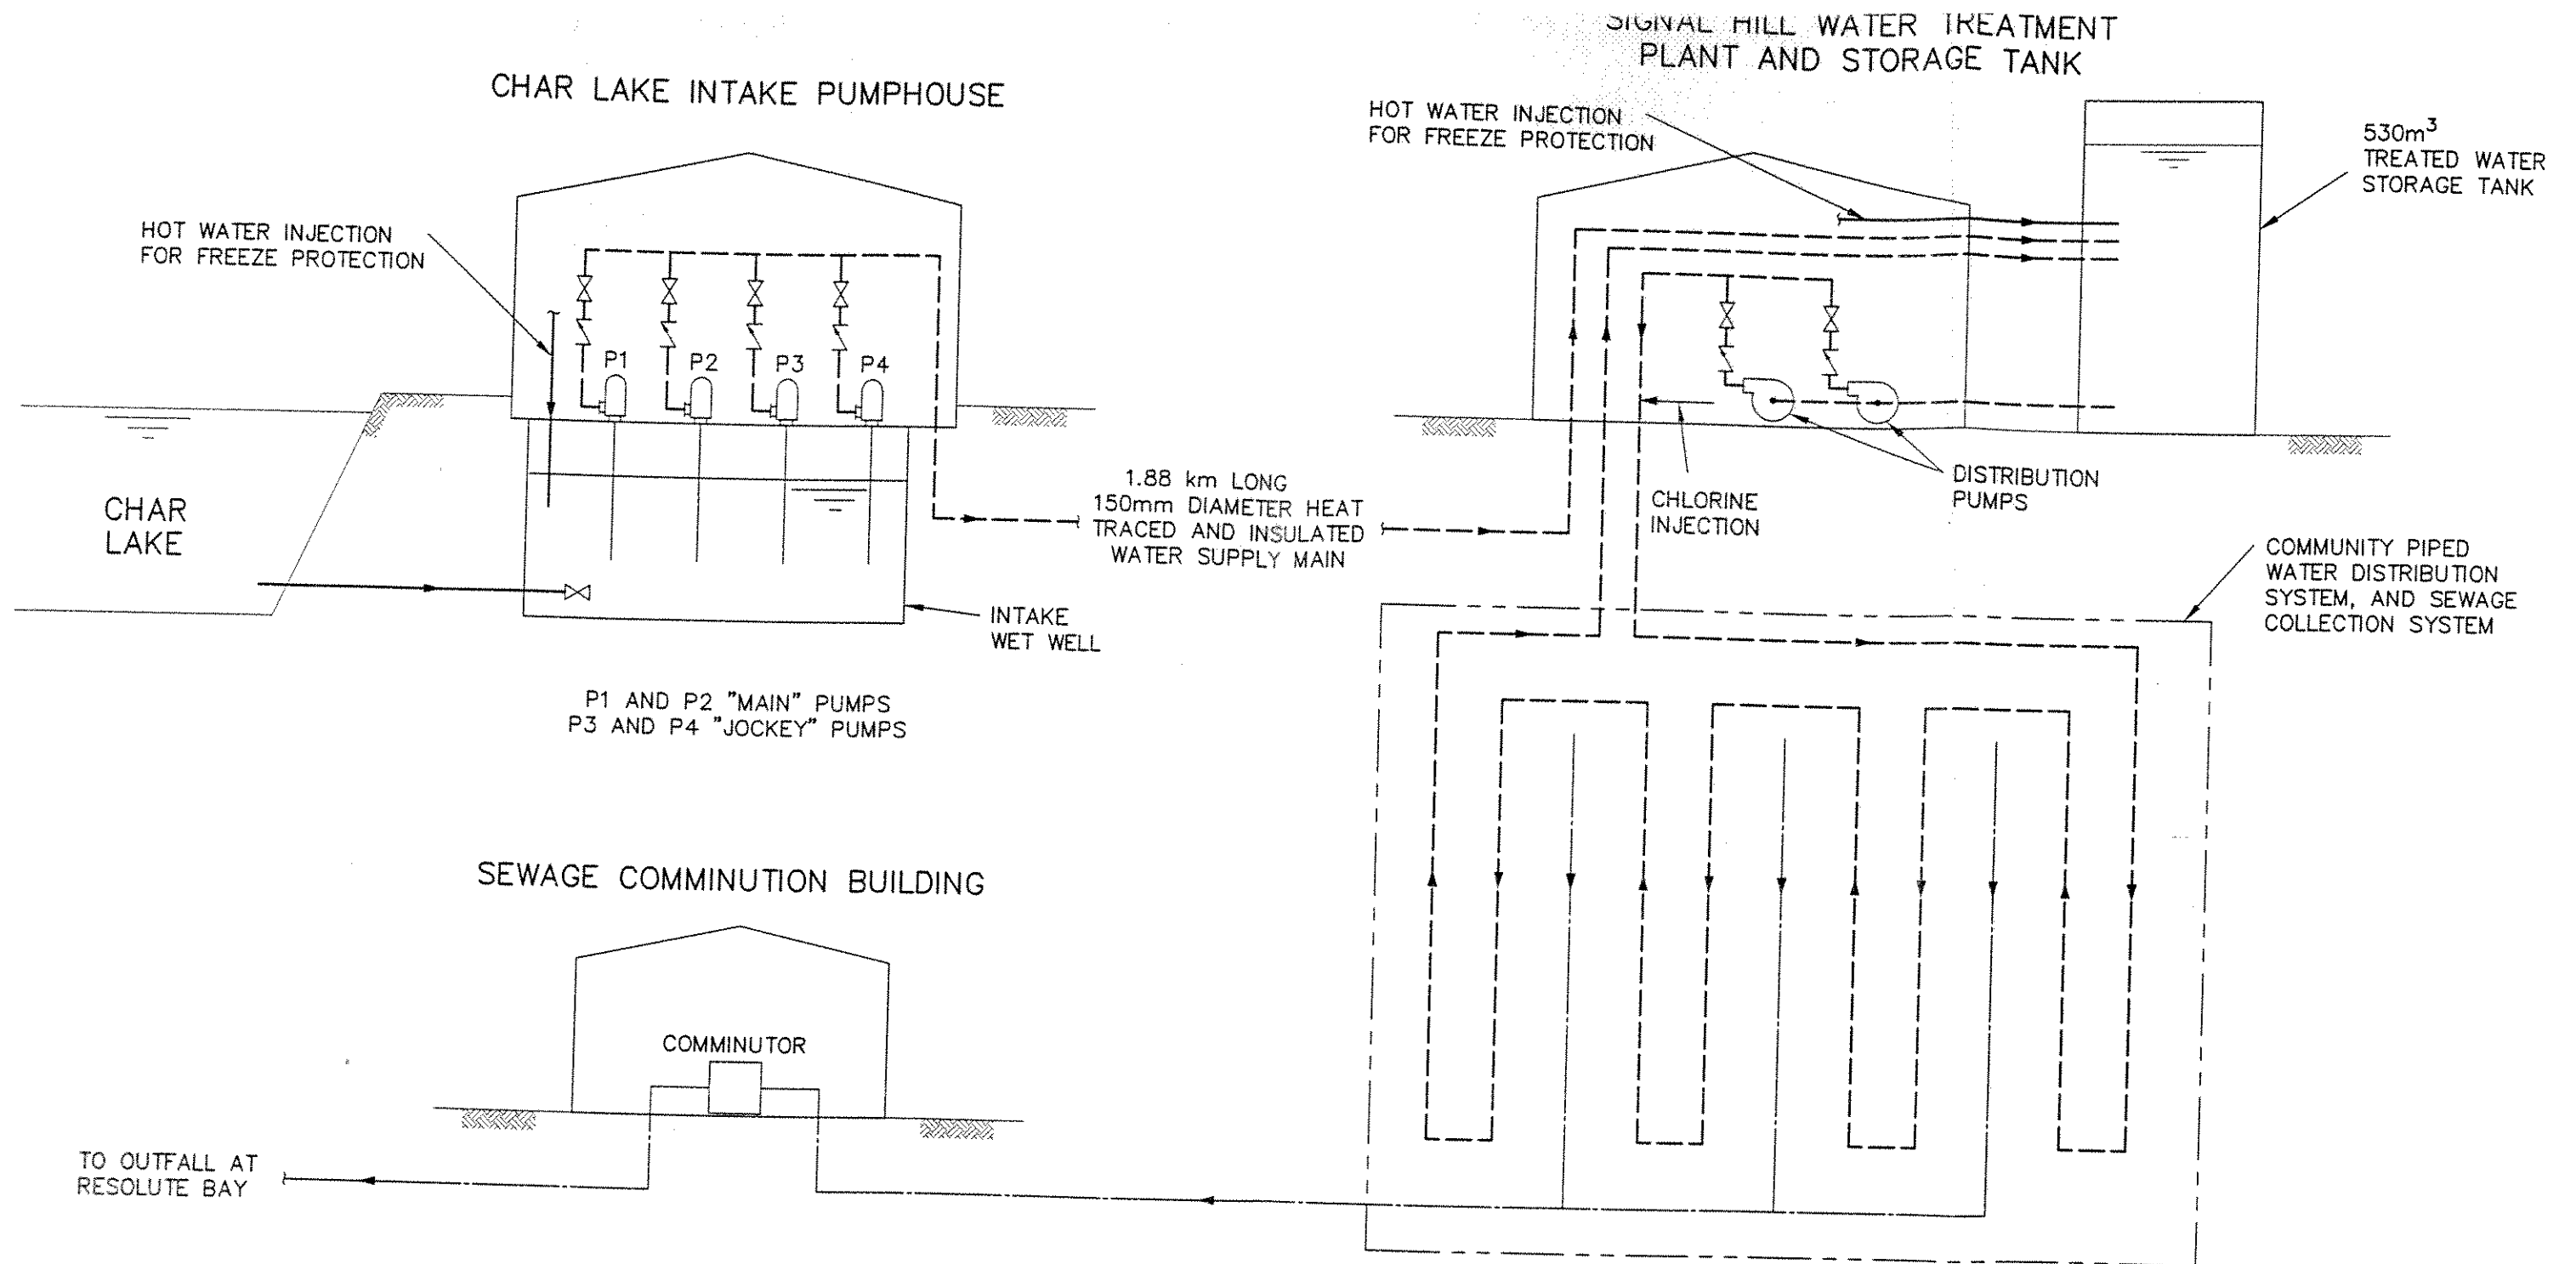 SIGNAL HILL WATER TREATMENT
PLANT AND STORAGE TANK
CHAR LAKE INTAKE PUMPHOUSE
HOT WATER INJECTION
FOR FREEZE PROTECTION
530m³
TREATED WATER
STORAGE TANK
HOT WATER INJECTION
FOR FREEZE PROTECTION
P1
P2
P3
P4
CHAR
LAKE
1.88 km LONG
150mm DIAMETER HEAT
TRACED AND INSULATED
WATER SUPPLY MAIN
CHLORINE
INJECTION
DISTRIBUTION
PUMPS
COMMUNITY PIPED
WATER DISTRIBUTION
SYSTEM, AND SEWAGE
COLLECTION SYSTEM
INTAKE
WET WELL
P1 AND P2 "MAIN" PUMPS
P3 AND P4 "JOCKEY" PUMPS
SEWAGE COMMINUTION BUILDING
COMMINUTOR
TO OUTFALL AT
RESOLUTE BAY